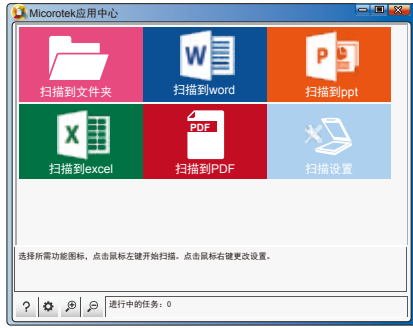 Micorotek应用中心
扫描到文件夹
扫描到word
扫描到ppt
扫描到excel
PDF
扫描到PDF
扫描设置
选择所需功能图标，点击鼠标左键开始扫描。点击鼠标右键更改设置。
进行中的任务：0